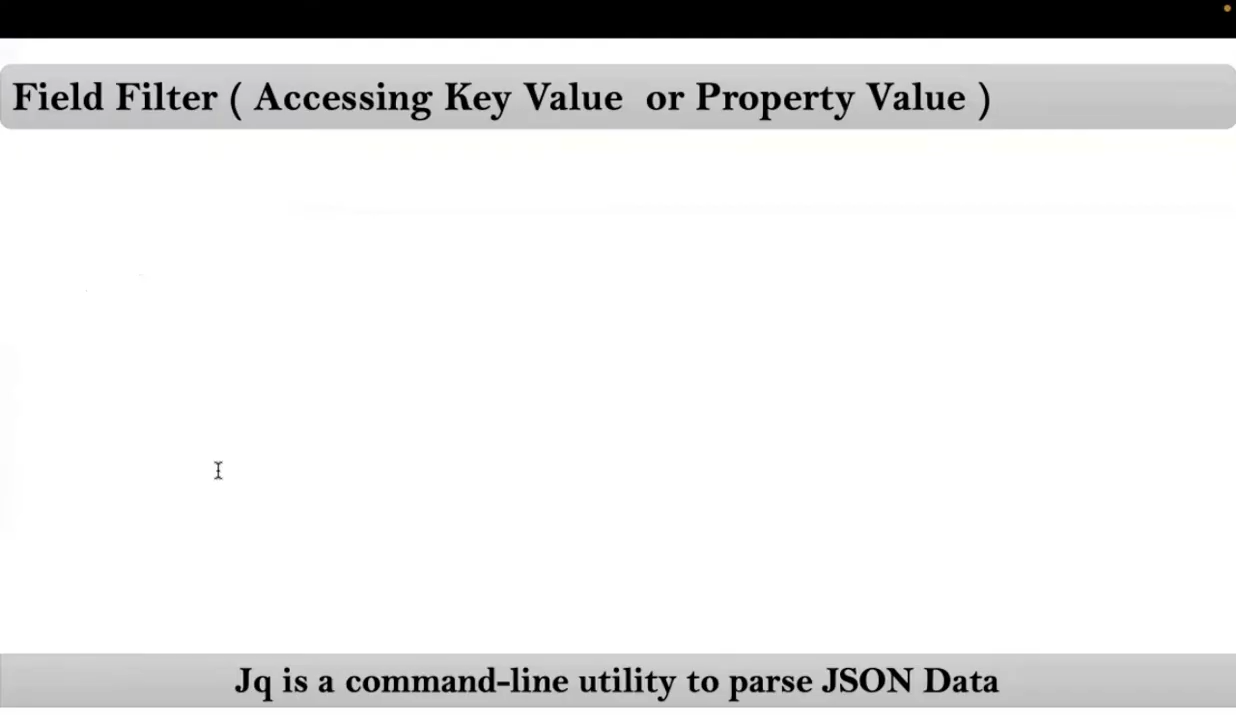 Field Filter ( Accessing Key Value or Property Value )
Jq is a command-line utility to parse JSON Data